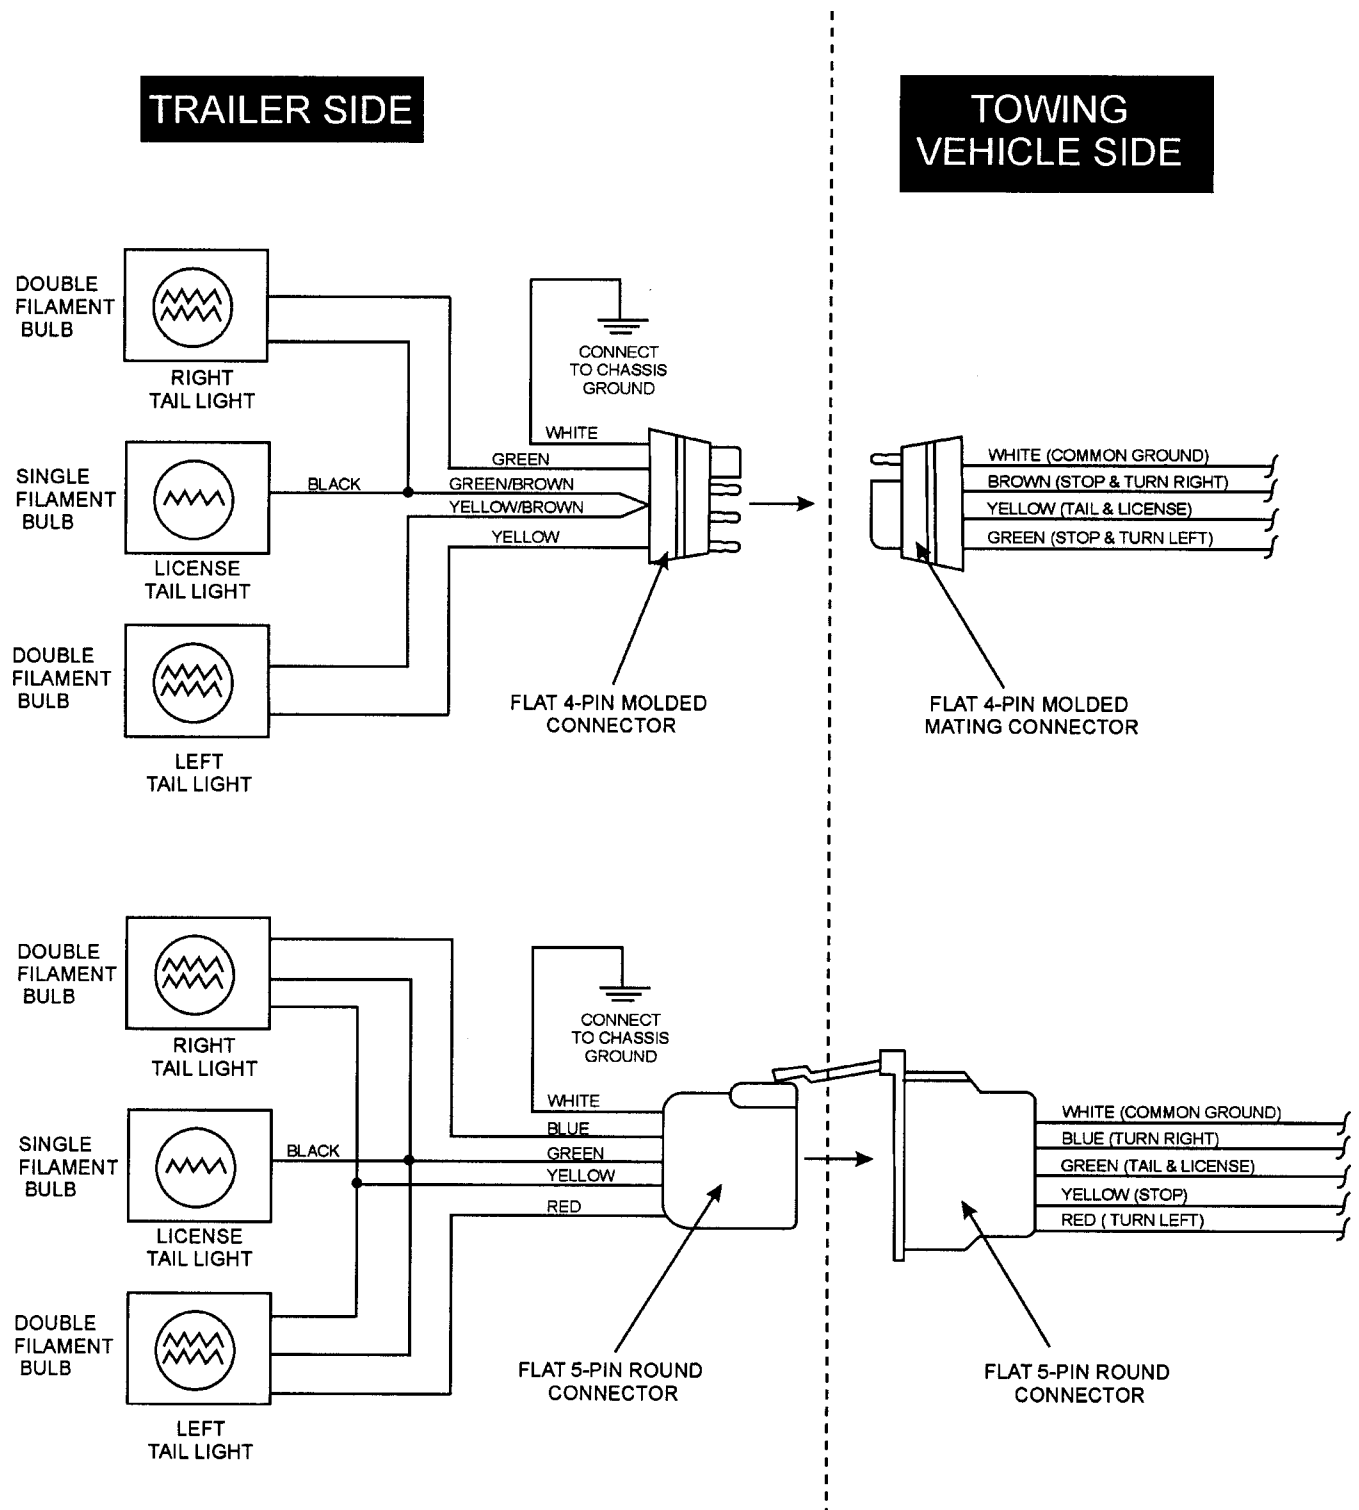 TRAILER SIDE
TOWING
VEHICLE SIDE
DOUBLE
FILAMENT
BULB
RIGHT
TAIL LIGHT
CONNECT
TO CHASSIS
GROUND
SINGLE
FILAMENT
BULB
LICENSE
TAIL LIGHT
BLACK
WHITE
GREEN
GREEN/BROWN
YELLOW/BROWN
YELLOW
WHITE (COMMON GROUND)
BROWN (STOP & TURN RIGHT)
YELLOW (TAIL & LICENSE)
GREEN (STOP & TURN LEFT)
DOUBLE
FILAMENT
BULB
LEFT
TAIL LIGHT
FLAT 4-PIN MOLDED
CONNECTOR
FLAT 4-PIN MOLDED
MATING CONNECTOR
DOUBLE
FILAMENT
BULB
RIGHT
TAIL LIGHT
CONNECT
TO CHASSIS
GROUND
SINGLE
FILAMENT
BULB
LICENSE
TAIL LIGHT
BLACK
WHITE
BLUE
GREEN
YELLOW
RED
WHITE (COMMON GROUND)
BLUE (TURN RIGHT)
GREEN (TAIL & LICENSE)
YELLOW (STOP)
RED ( TURN LEFT)
DOUBLE
FILAMENT
BULB
LEFT
TAIL LIGHT
FLAT 5-PIN ROUND
CONNECTOR
FLAT 5-PIN ROUND
CONNECTOR